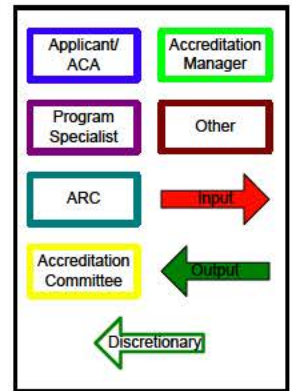 Applicant/
ACA
Accreditation
Manager
Program
Specialist
Other
ARC
Input
Accreditation
Committee
Output
Discretionary